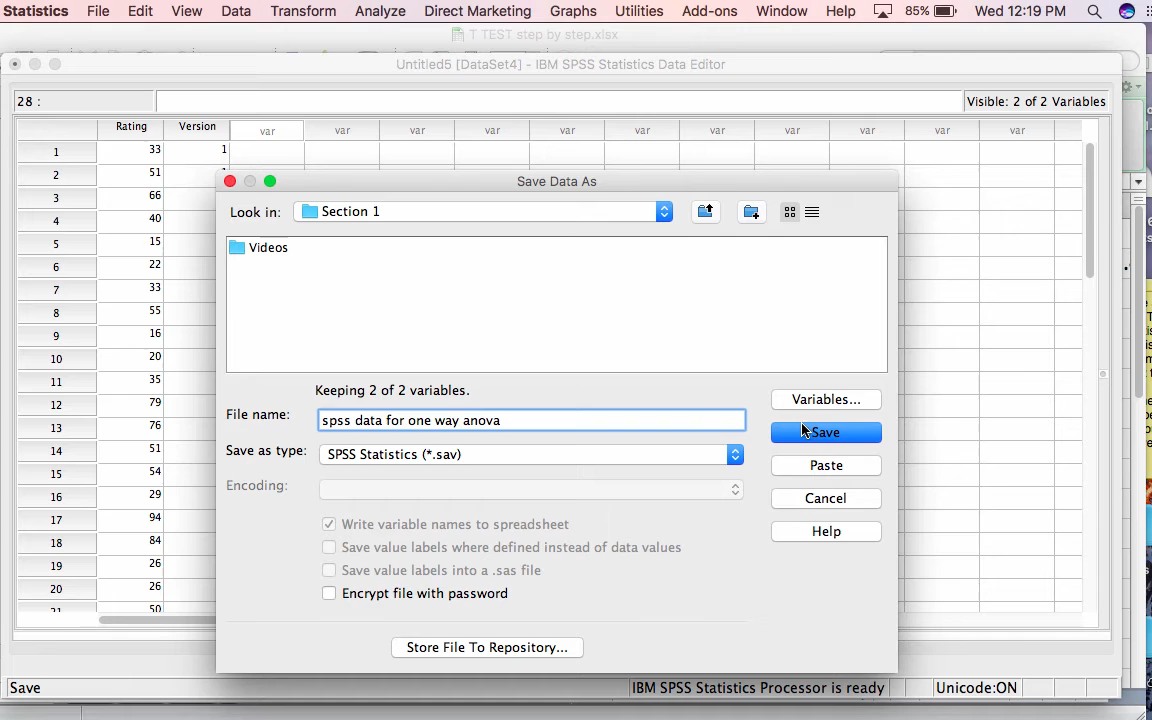 Statistics File Edit View Data Transform Analyze Direct Marketing Graphs Utilities Add-ons Window Help 85% Wed 12:19 PM
T TEST step by step.xlsx
Untitled5 [DataSet4] - IBM SPSS Statistics Data Editor
28 : Visible: 2 of 2 Variables
Rating Version var var var var var var var var var var var
1 33 1
2 51
3 66
4 40
5 15
6 22
7 33
8 55
9 16
10 20
11 35
12 79
13 76
14 51
15 54
16 29
17 94
18 84
19 26
20 26
21 50
Save Data As
Look in: Section 1
Videos
Keeping 2 of 2 variables.
File name: spss data for one way anova
Save as type: SPSS Statistics (*.sav)
Encoding:
Write variable names to spreadsheet
Save value labels where defined instead of data values
Save value labels into a .sas file
Encrypt file with password
Variables...
Save
Paste
Cancel
Help
Store File To Repository...
Save IBM SPSS Statistics Processor is ready Unicode:ON